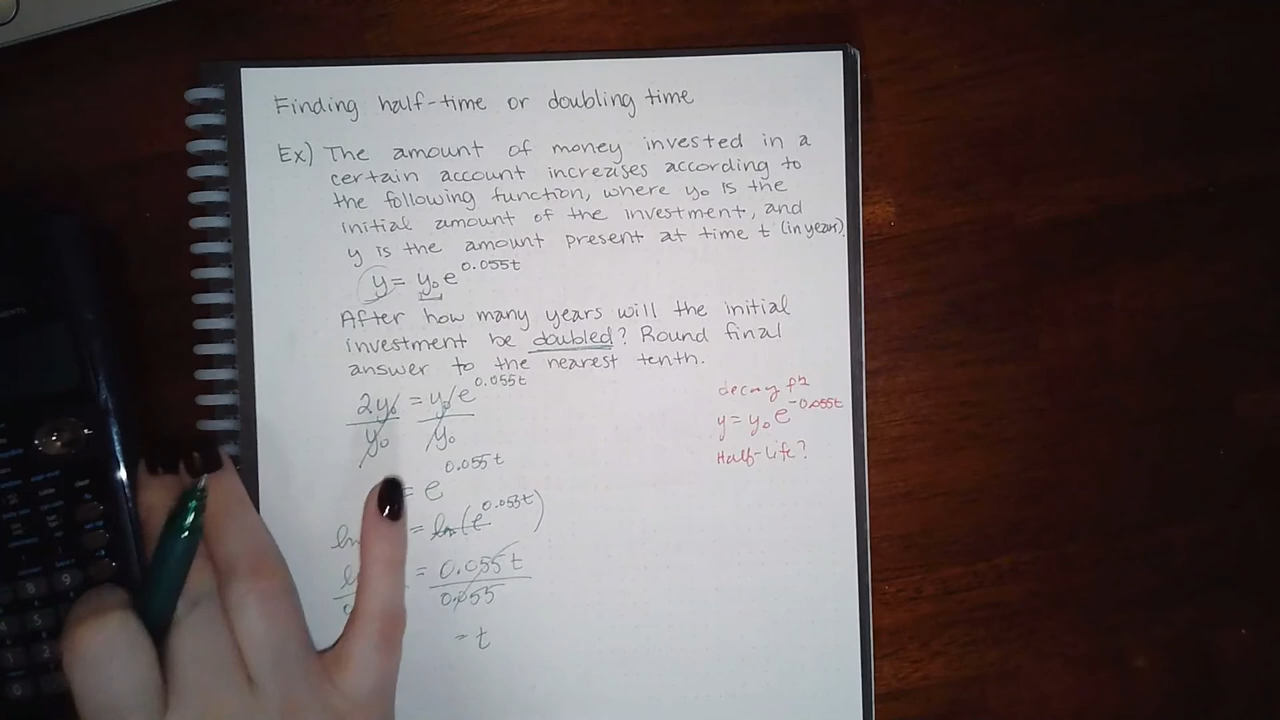 Finding half-time or doubling time
Ex) The amount of money invested in a
certain account increases according to
the following function, where y₀ is the
initial amount of the investment, and
y is the amount present at time t (in years).
y = y₀e^0.055t
After how many years will the initial
investment be doubled? Round final
answer to the nearest tenth.
2y₀ = y₀e^0.055t
y₀ y₀
= e^0.055t
ln = ln(e^0.055t)
= 0.055t
0.055
= t
decay
y = y₀e^-0.055t
Half-life?
8 9